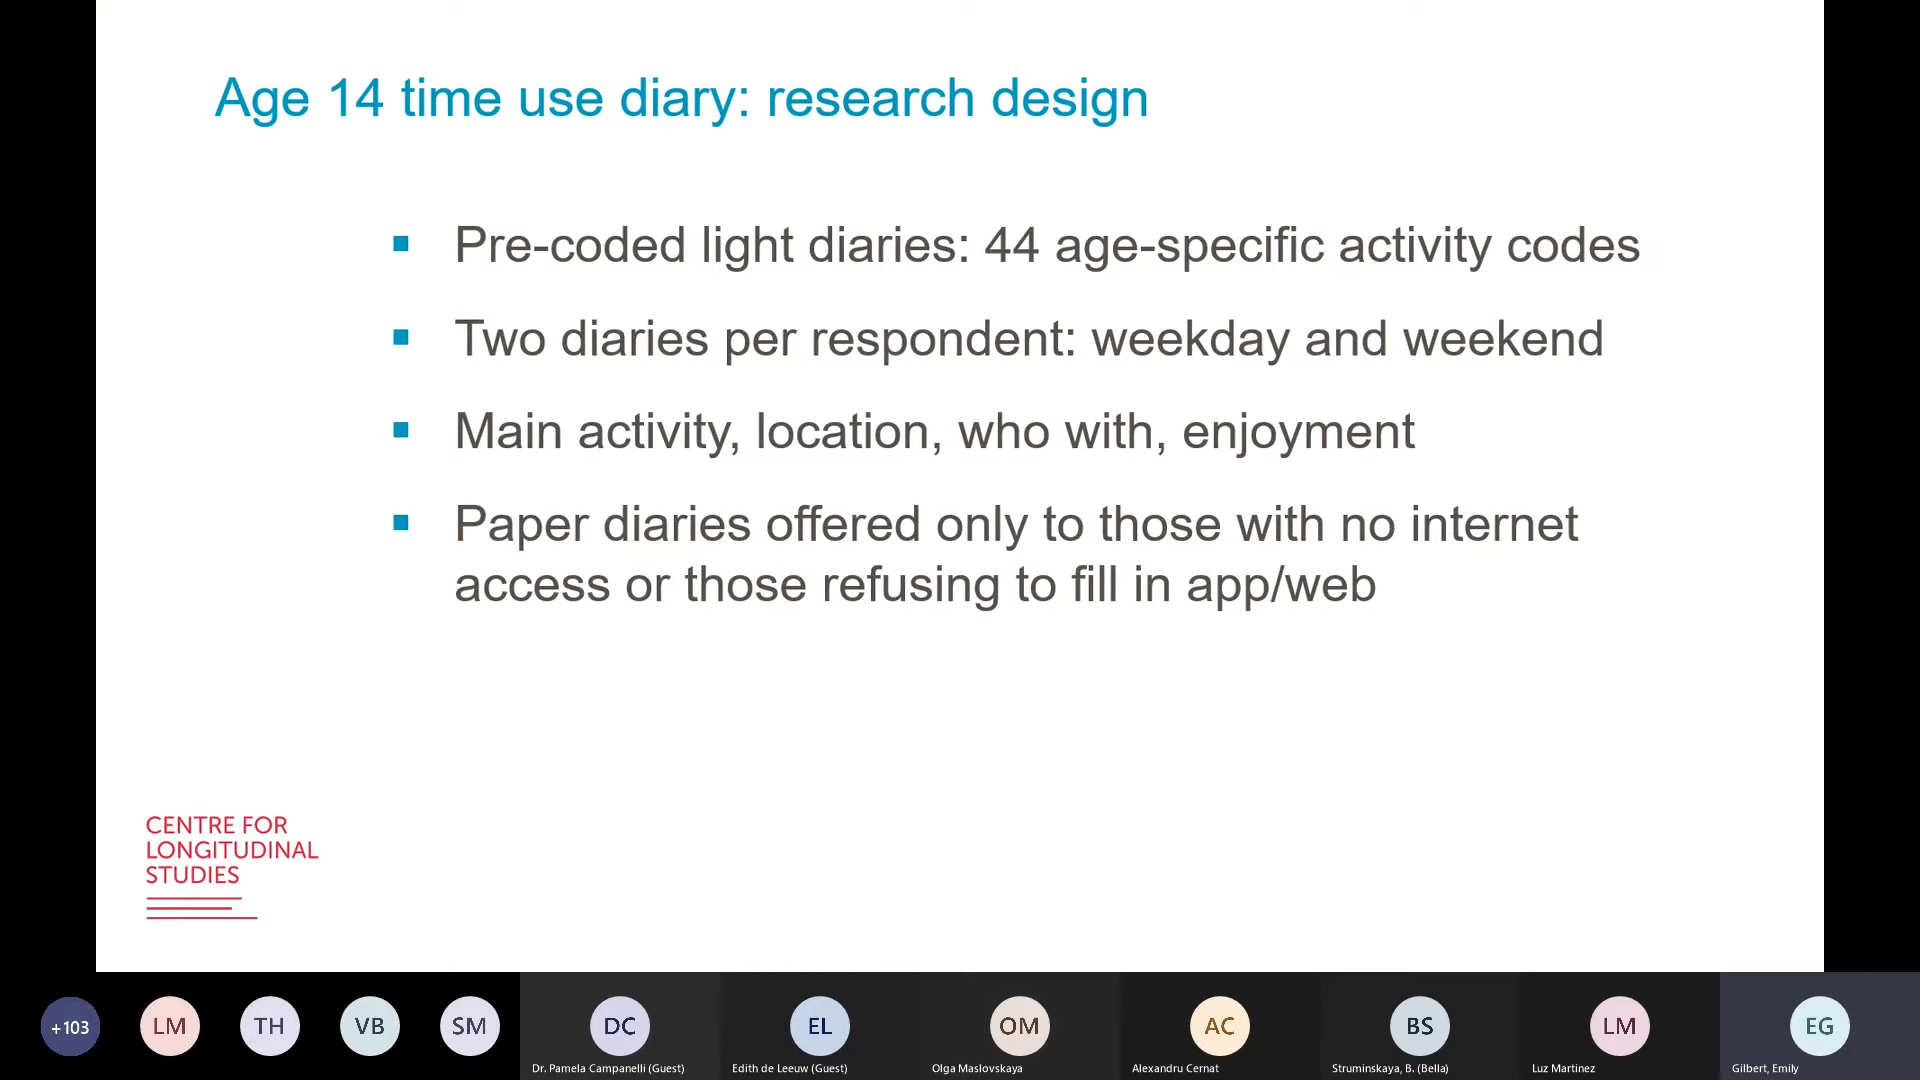 Age 14 time use diary: research design
Pre-coded light diaries: 44 age-specific activity codes
Two diaries per respondent: weekday and weekend
Main activity, location, who with, enjoyment
Paper diaries offered only to those with no internet
access or those refusing to fill in app/web
CENTRE FOR
LONGITUDINAL
STUDIES
+103
LM
TH
VB
SM
DC
EL
OM
AC
BS
LM
EG
Dr. Pamela Campanelli (Guest)
Edith de Leeuw (Guest)
Olga Maslovskaya
Alexandru Cernat
Struminskaya, B. (Bella)
Luz Martinez
Gilbert, Emily